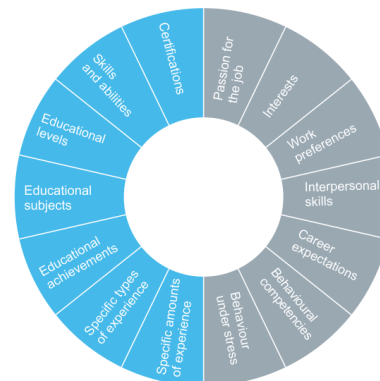 Passion for
the job
Interests
Work
preferences
Interpersonal
skills
Career
expectations
Behavioural
competencies
Behaviour
under stress
Specific amounts
of experience
Specific types
of experience
Educational
achievements
Educational
subjects
Educational
levels
Skills
and abilities
Certifications